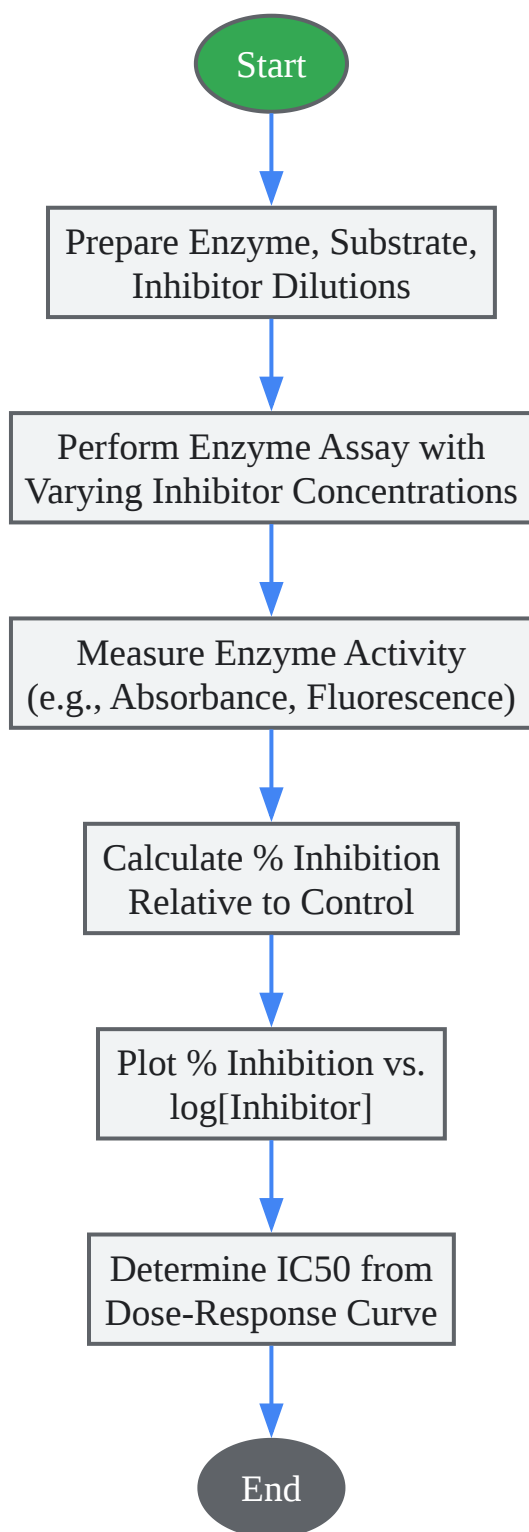 Start
Prepare Enzyme, Substrate,
Inhibitor Dilutions
Perform Enzyme Assay with
Varying Inhibitor Concentrations
Measure Enzyme Activity
(e.g., Absorbance, Fluorescence)
Calculate % Inhibition
Relative to Control
Plot % Inhibition vs.
log[Inhibitor]
Determine IC50 from
Dose-Response Curve
End